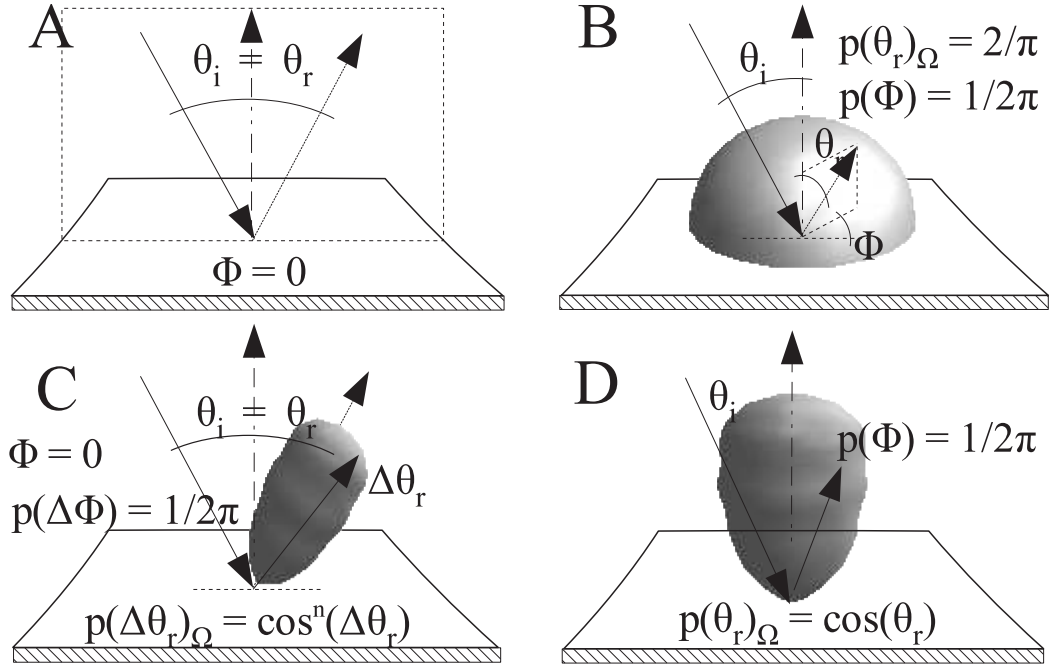 A
θi = θr
Φ = 0
B
θi
p(θr)Ω = 2/π
p(Φ) = 1/2π
θr
Φ
C
θi = θr
Φ = 0
Δθr
p(ΔΦ) = 1/2π
p(Δθr)Ω = cosⁿ(Δθr)
D
θi
p(Φ) = 1/2π
p(θr)Ω = cos(θr)